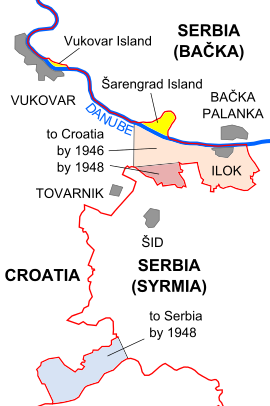 SERBIA
(BAČKA)
Vukovar Island
VUKOVAR
Šarengrad Island
DANUBE
BAČKA
PALANKA
to Croatia
by 1946
by 1948
ILOK
TOVARNIK
ŠID
CROATIA
SERBIA
(SYRMIA)
to Serbia
by 1948